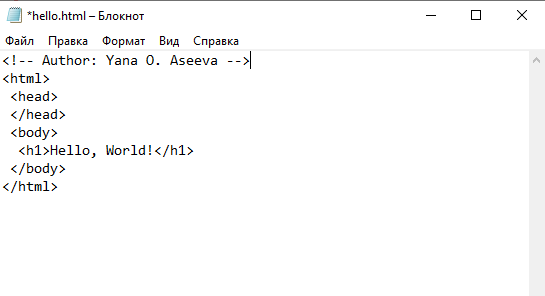 *hello.html – Блокнот
Файл Правка Формат Вид Справка
<!-- Author: Yana O. Aseeva -->
<html>
 <head>
 </head>
 <body>
  <h1>Hello, World!</h1>
 </body>
</html>